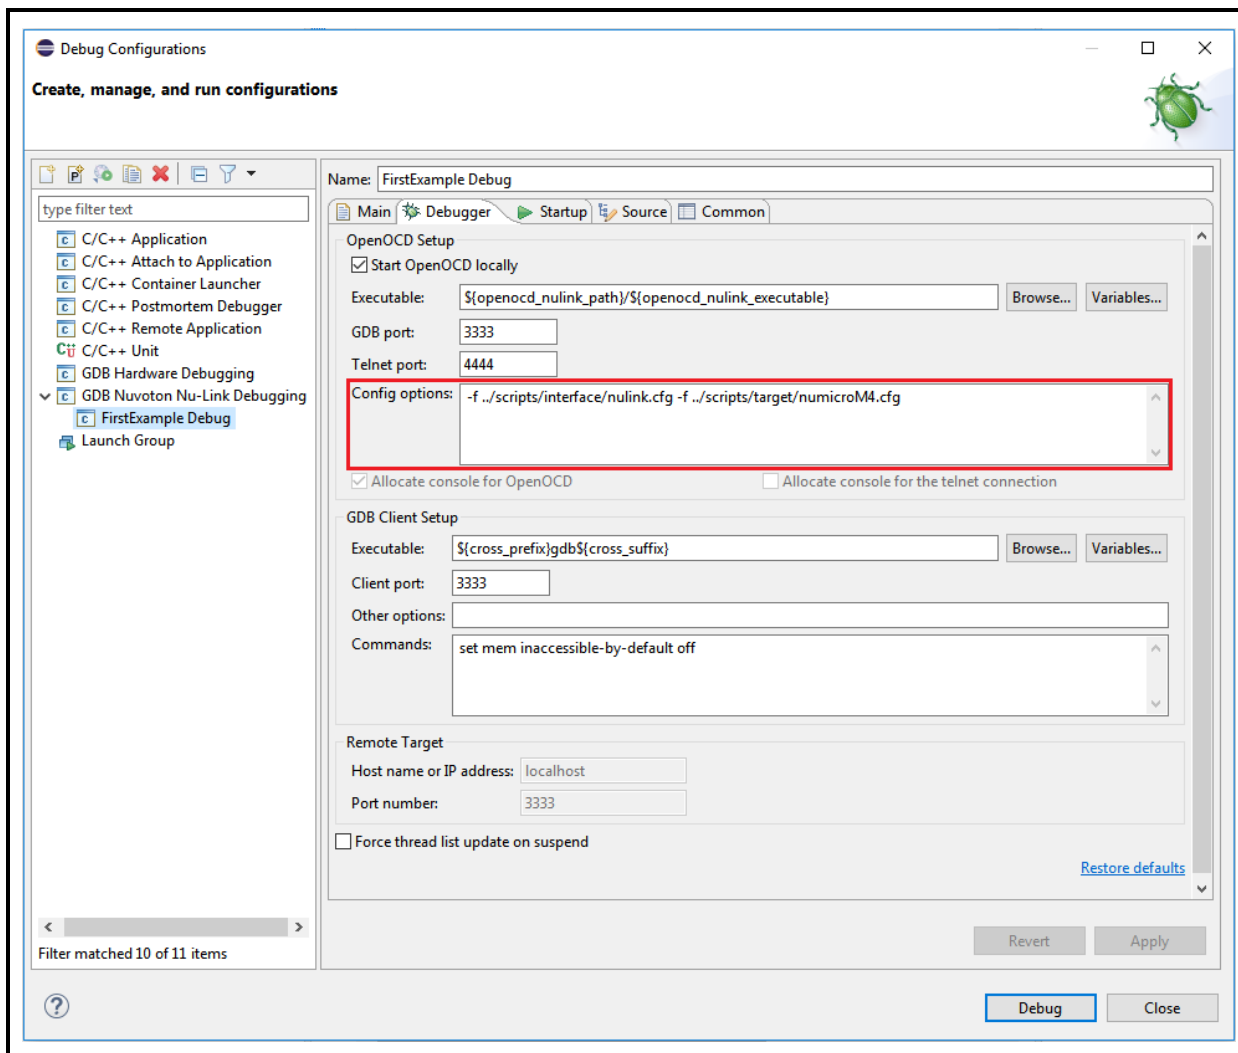 Debug Configurations
Create, manage, and run configurations
type filter text
C/C++ Application
C/C++ Attach to Application
C/C++ Container Launcher
C/C++ Postmortem Debugger
C/C++ Remote Application
C/C++ Unit
GDB Hardware Debugging
GDB Nuvoton Nu-Link Debugging
FirstExample Debug
Launch Group
Filter matched 10 of 11 items
Name: FirstExample Debug
Main Debugger Startup Source Common
OpenOCD Setup
Start OpenOCD locally
Executable: ${openocd_nulink_path}/${openocd_nulink_executable} Browse... Variables...
GDB port: 3333
Telnet port: 4444
Config options: -f ../scripts/interface/nulink.cfg -f ../scripts/target/numicroM4.cfg
Allocate console for OpenOCD Allocate console for the telnet connection
GDB Client Setup
Executable: ${cross_prefix}gdb${cross_suffix} Browse... Variables...
Client port: 3333
Other options:
Commands: set mem inaccessible-by-default off
Remote Target
Host name or IP address: localhost
Port number: 3333
Force thread list update on suspend
Restore defaults
Revert Apply
Debug Close